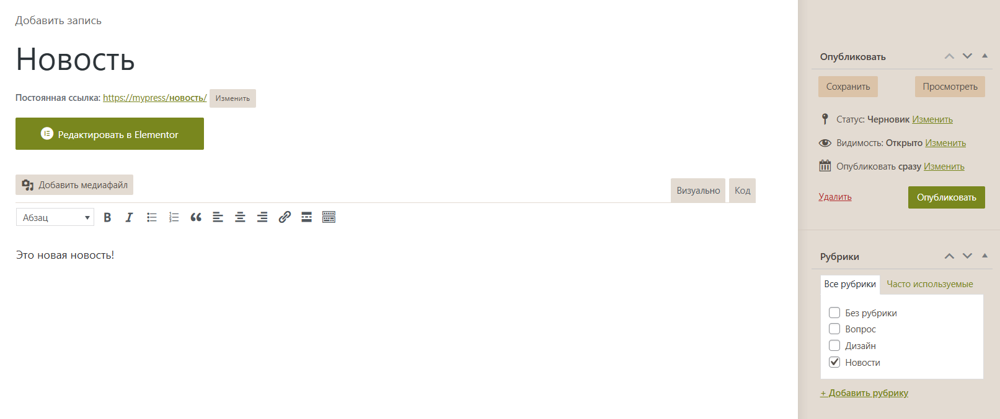 Добавить запись
Новость
Постоянная ссылка: https://mypress/новость/ Изменить
Редактировать в Elementor
Добавить медиафайл
Визуально Код
Абзац
Это новая новость!
Опубликовать
Сохранить Просмотреть
Статус: Черновик Изменить
Видимость: Открыто Изменить
Опубликовать сразу Изменить
Удалить Опубликовать
Рубрики
Все рубрики Часто используемые
Без рубрики
Вопрос
Дизайн
Новости
+ Добавить рубрику